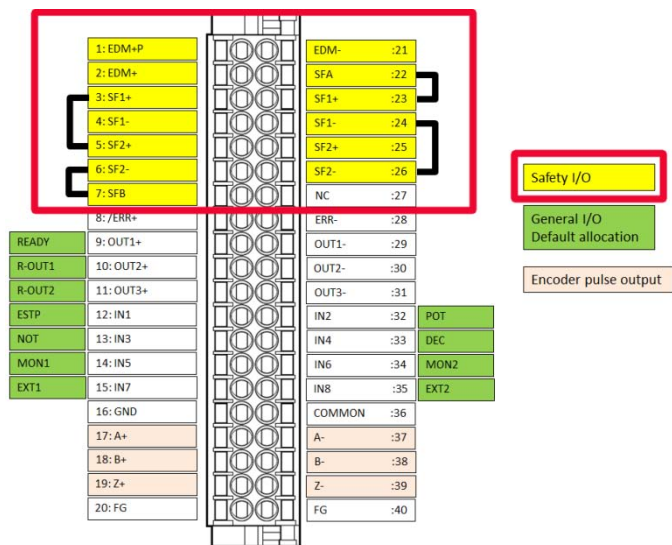 1: EDM+P
EDM- :21
2: EDM+
SFA :22
3: SF1+
SF1+ :23
4: SF1-
SF1- :24
5: SF2+
SF2+ :25
6: SF2-
SF2- :26
7: SFB
NC :27
8: /ERR+
ERR- :28
READY 9: OUT1+
OUT1- :29
R-OUT1 10: OUT2+
OUT2- :30
R-OUT2 11: OUT3+
OUT3- :31
ESTP 12: IN1
IN2 :32 POT
NOT 13: IN3
IN4 :33 DEC
MON1 14: IN5
IN6 :34 MON2
EXT1 15: IN7
IN8 :35 EXT2
16: GND
COMMON :36
17: A+
A- :37
18: B+
B- :38
19: Z+
Z- :39
20: FG
FG :40
Safety I/O
General I/O
Default allocation
Encoder pulse output